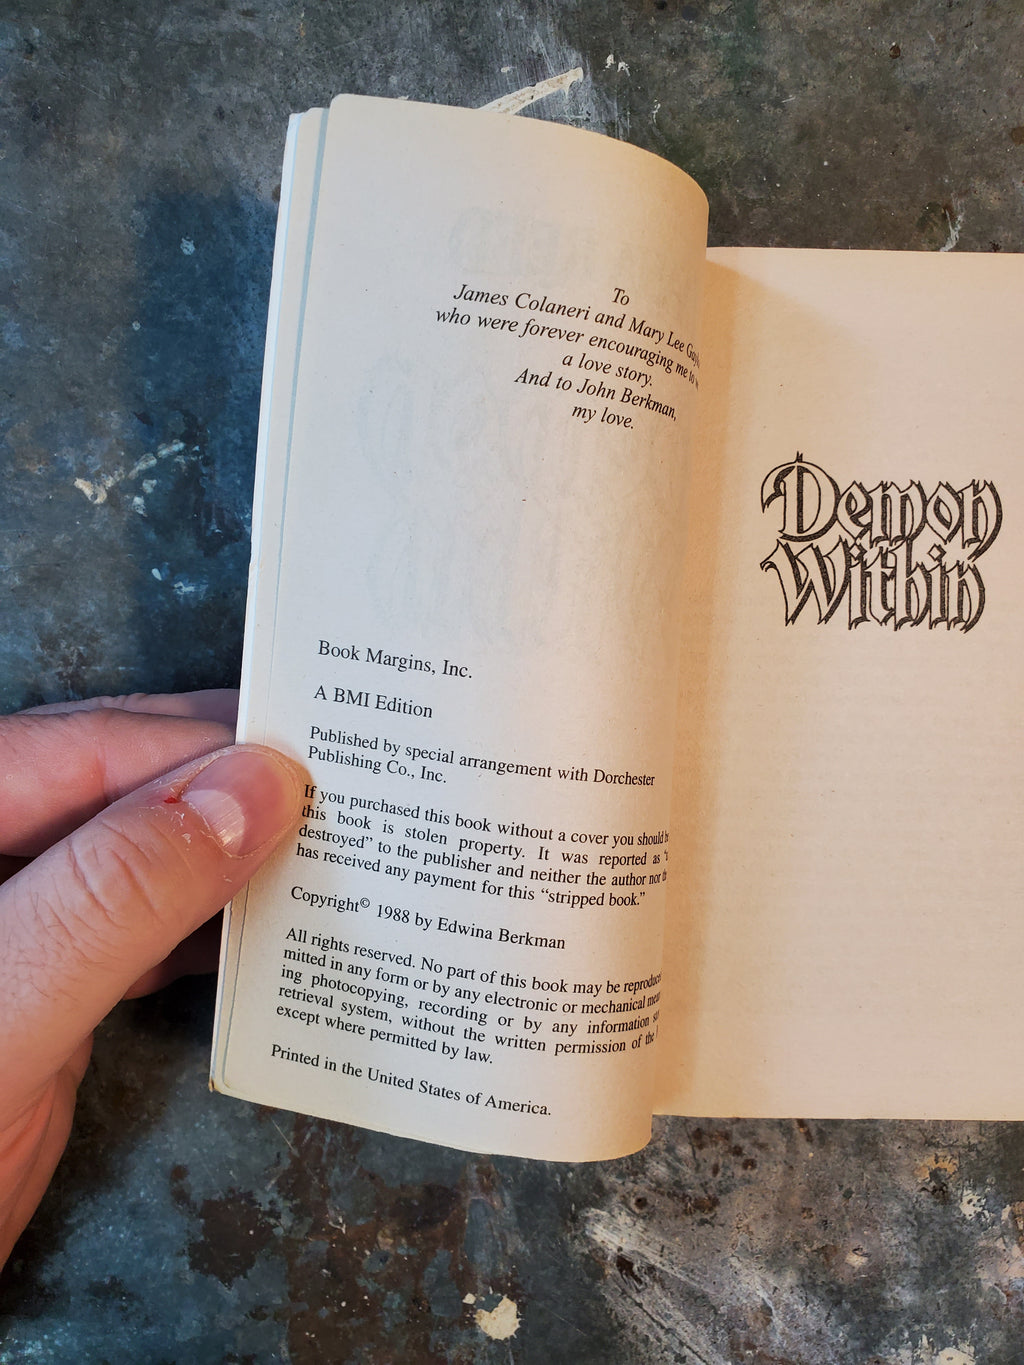 To
James Colaneri and Mary Lee
who were forever encouraging me to
a love story.
And to John Berkman,
my love.
Book Margins, Inc.
A BMI Edition
Published by special arrangement with Dorchester
Publishing Co., Inc.
If you purchased this book without a cover you should
this book is stolen property. It was reported as
destroyed” to the publisher and neither the author nor
has received any payment for this “stripped book.”
Copyright© 1988 by Edwina Berkman
All rights reserved. No part of this book may be
mitted in any form or by any electronic or mechanical
ing photocopying, recording or by any information
retrieval system, without the written permission of the
except where permitted by law.
Printed in the United States of America.
Demon
Within